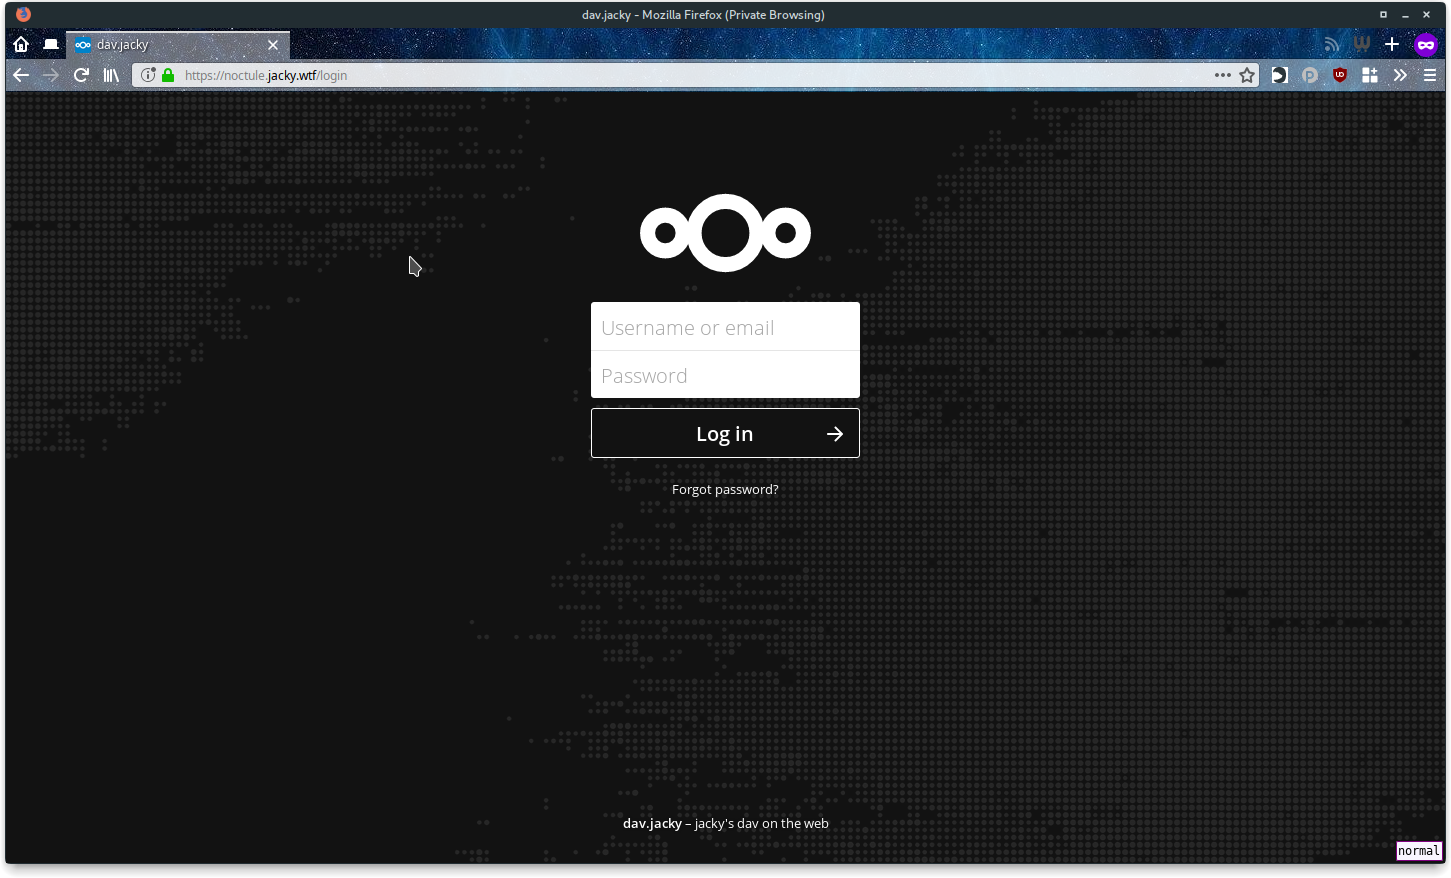 dav.jacky - Mozilla Firefox (Private Browsing)
dav.jacky
https://noctule.jacky.wtf/login
Username or email
Password
Log in
Forgot password?
dav.jacky – jacky's dav on the web
normal